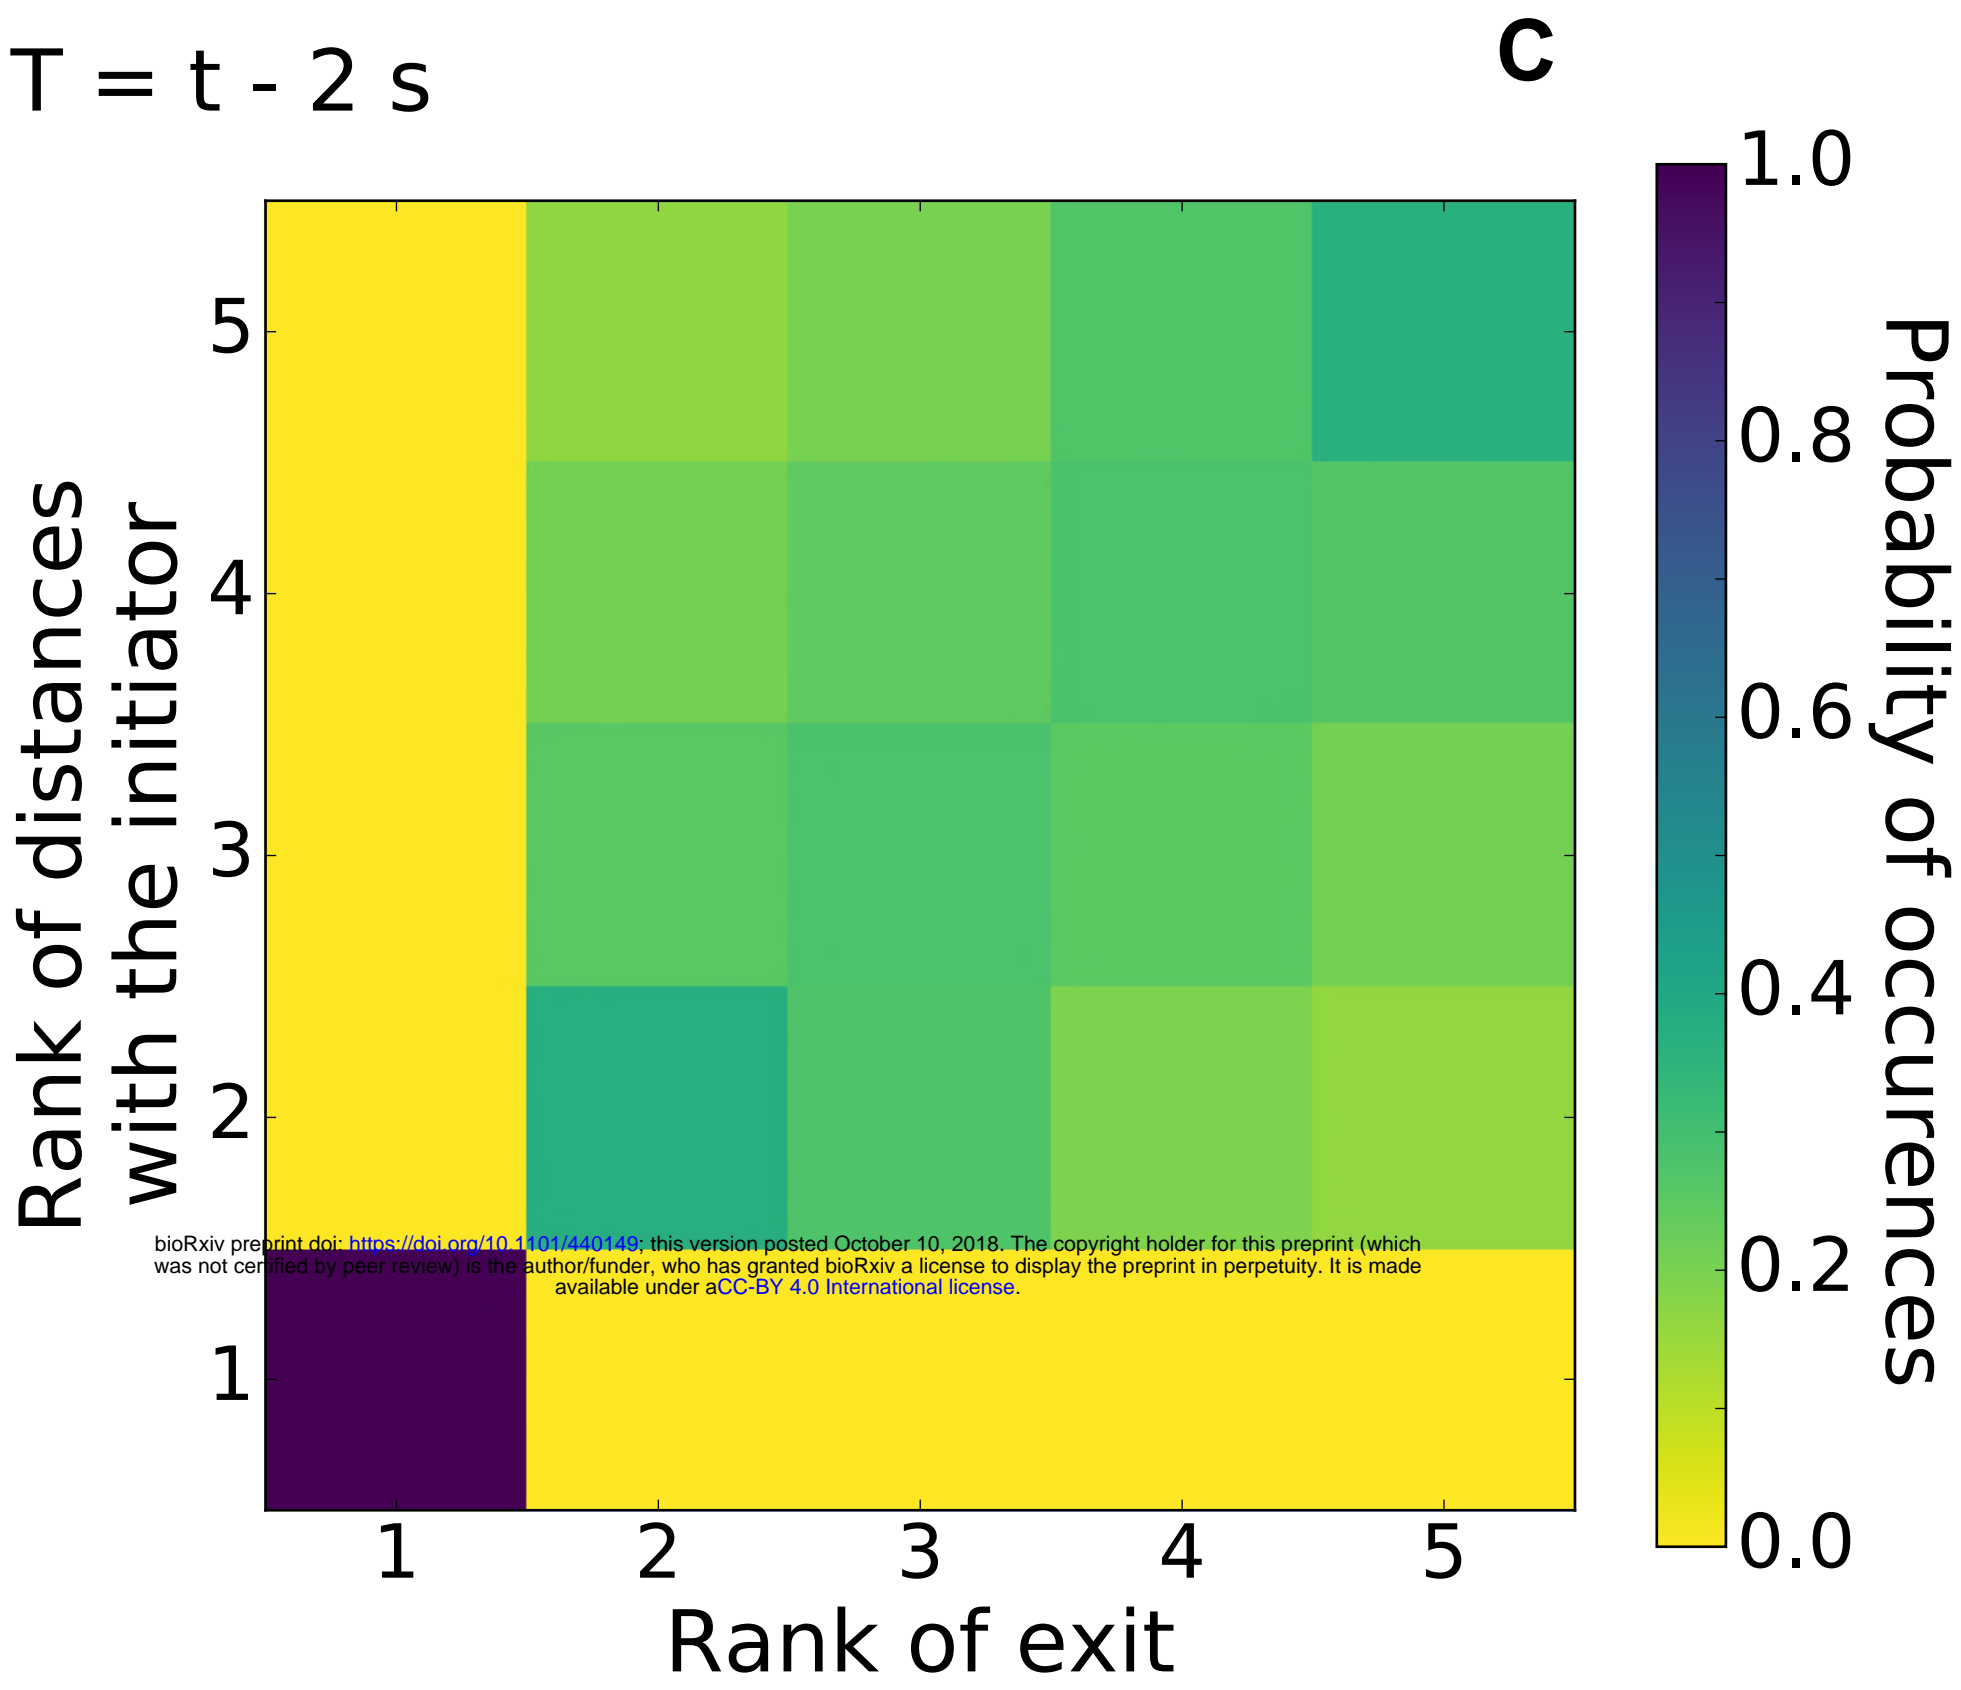 T = t - 2 s
C
1.0
0.8
0.6
0.4
0.2
0.0
Probability of occurences
Rank of distances
with the initiator
5
4
3
2
1
bioRxiv preprint doi: https://doi.org/10.1101/440149; this version posted October 10, 2018. The copyright holder for this preprint (which
was not certified by peer review) is the author/funder, who has granted bioRxiv a license to display the preprint in perpetuity. It is made
available under aCC-BY 4.0 International license.
1 2 3 4 5
Rank of exit